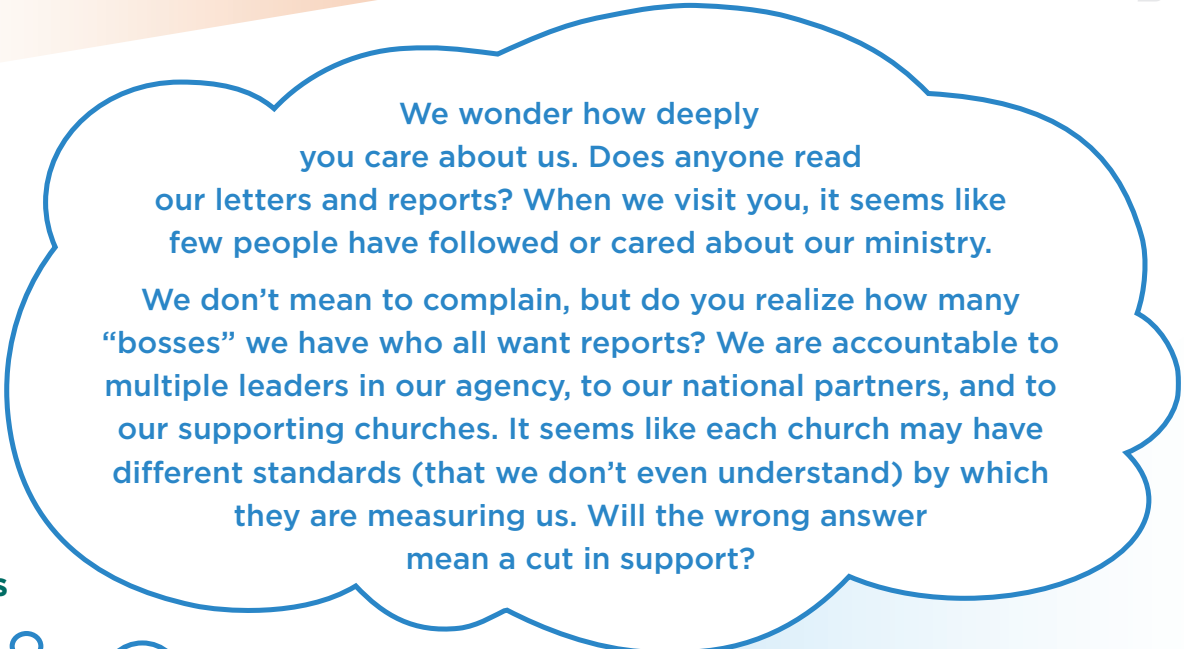 We wonder how deeply
you care about us. Does anyone read
our letters and reports? When we visit you, it seems like
few people have followed or cared about our ministry.
We don’t mean to complain, but do you realize how many
“bosses” we have who all want reports? We are accountable to
multiple leaders in our agency, to our national partners, and to
our supporting churches. It seems like each church may have
different standards (that we don’t even understand) by which
they are measuring us. Will the wrong answer
mean a cut in support?
s